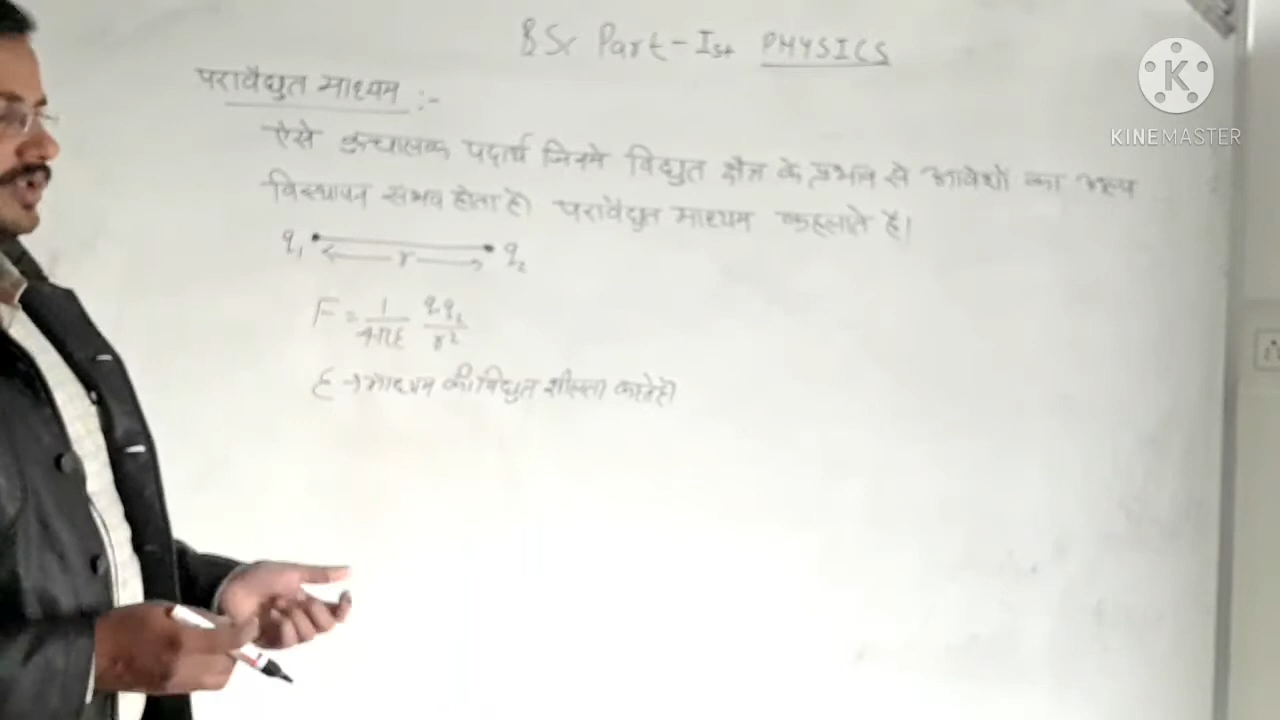 BSc Part-Ist PHYSICS
परावैद्युत माध्यम :-
ऐसे कुचालक पदार्थ जिनमे विद्युत क्षेत्र के प्रभाव से आवेशों का अल्प
विस्थापन संभव होता है। परावैद्युत माध्यम कहलाते है।
q₁ r q₂
F = 1/4πε q₁q₂/r²
ε → माध्यम की विद्युत शीलता कहतेहै।
KINEMASTER